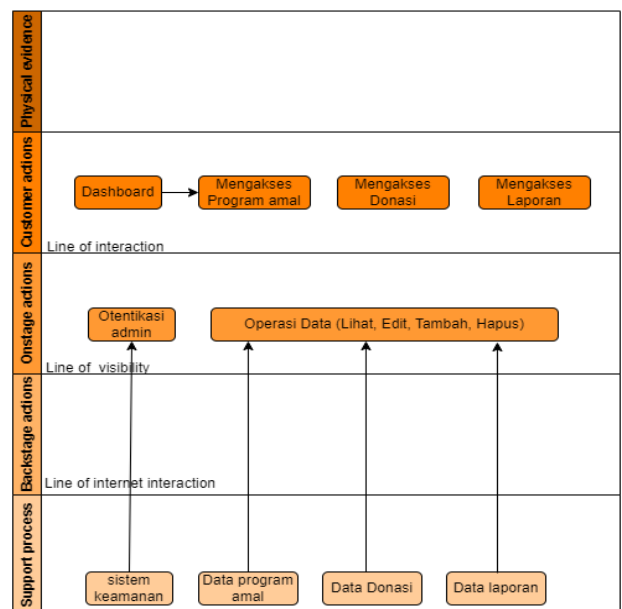 Physical evidence
Customer actions
Dashboard
Mengakses
Program amal
Mengakses
Donasi
Mengakses
Laporan
Line of interaction
Onstage actions
Otentikasi
admin
Operasi Data (Lihat, Edit, Tambah, Hapus)
Line of visibility
Backstage actions
Line of internet interaction
Support process
sistem
keamanan
Data program
amal
Data Donasi
Data laporan